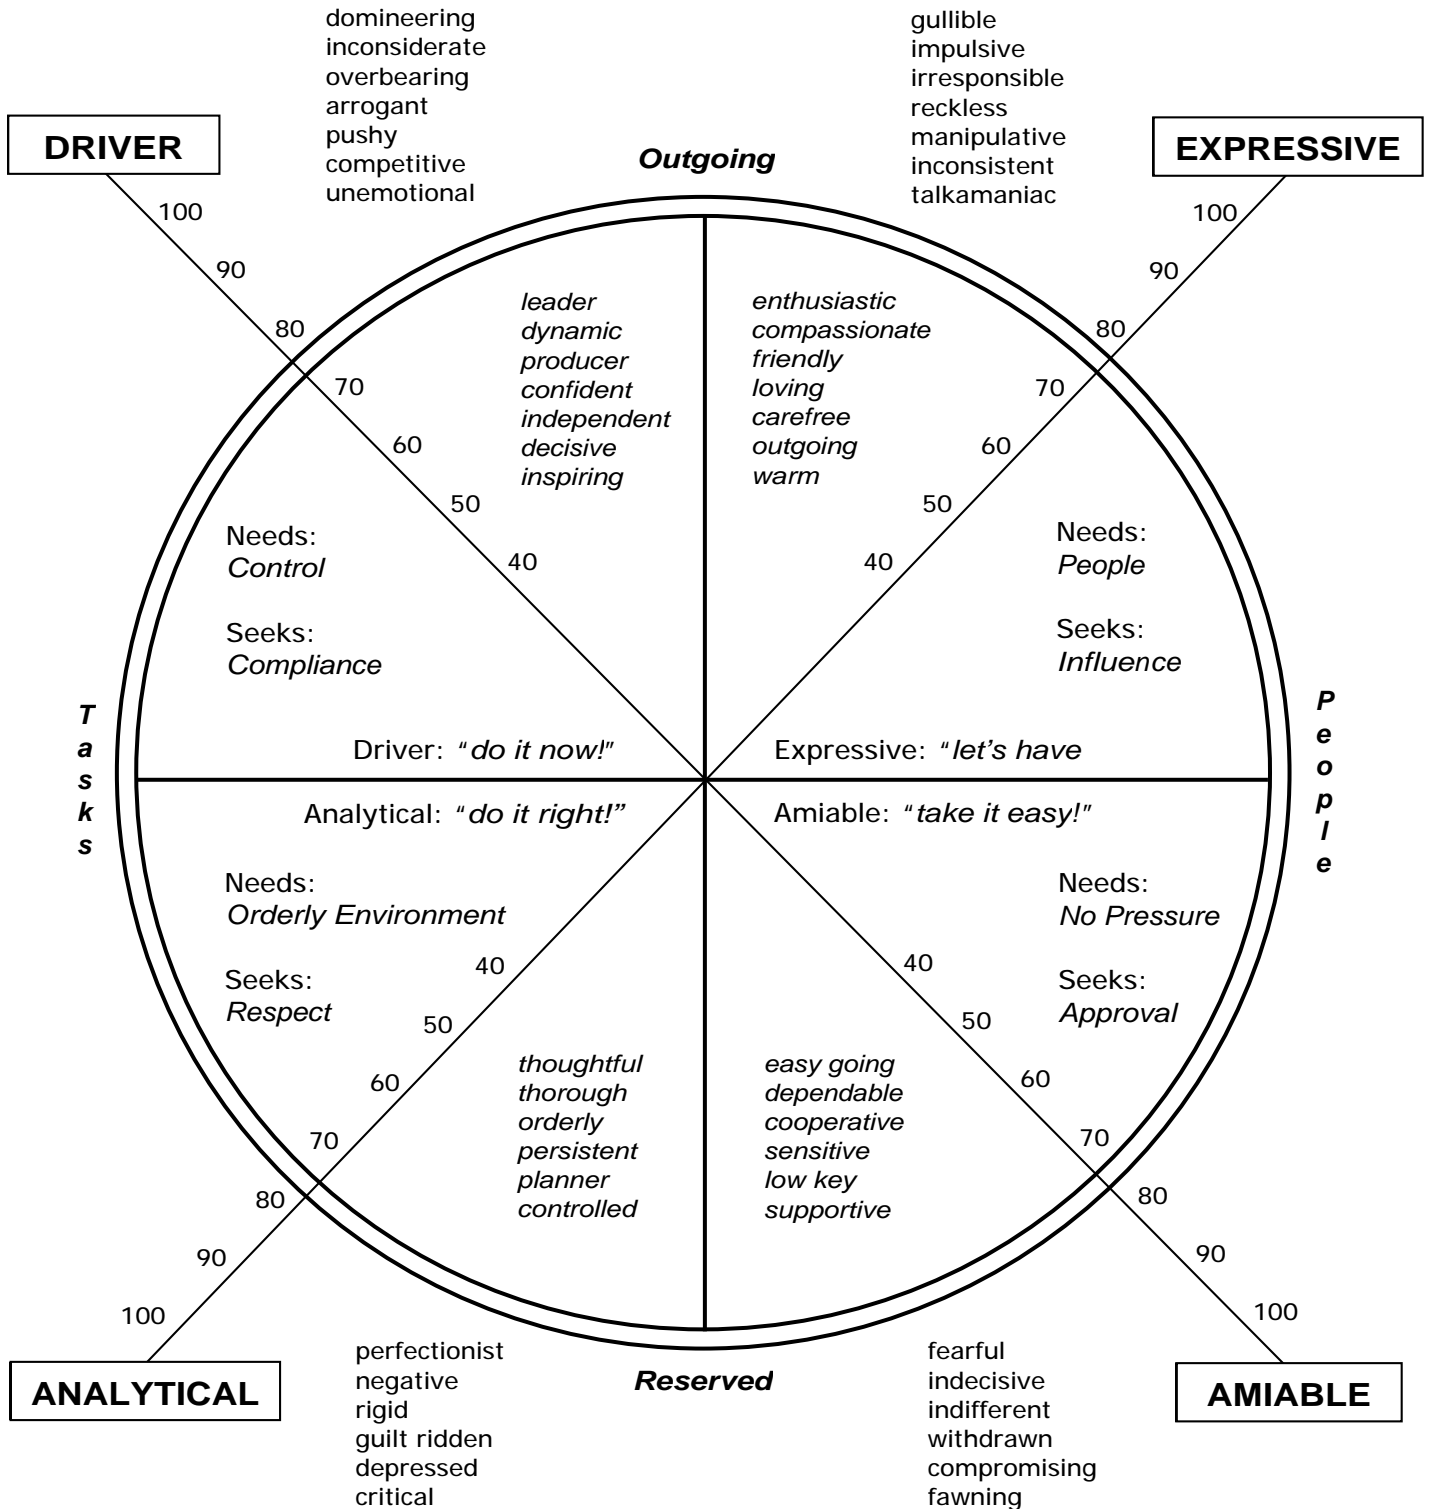 domineering
inconsiderate
overbearing
arrogant
pushy
competitive
unemotional
gullible
impulsive
irresponsible
reckless
manipulative
inconsistent
talkamaniac
DRIVER
Outgoing
EXPRESSIVE
100
90
80
70
60
50
40
100
90
80
70
60
50
40
leader
dynamic
producer
confident
independent
decisive
inspiring
enthusiastic
compassionate
friendly
loving
carefree
outgoing
warm
Needs:
Control
Seeks:
Compliance
Needs:
People
Seeks:
Influence
Tasks
People
Driver: "do it now!"
Expressive: "let's have
Analytical: "do it right!”
Amiable: "take it easy!"
Needs:
Orderly Environment
Seeks:
Respect
Needs:
No Pressure
Seeks:
Approval
40
50
60
70
80
90
100
40
50
60
70
80
90
100
thoughtful
thorough
orderly
persistent
planner
controlled
easy going
dependable
cooperative
sensitive
low key
supportive
ANALYTICAL
Reserved
AMIABLE
perfectionist
negative
rigid
guilt ridden
depressed
critical
fearful
indecisive
indifferent
withdrawn
compromising
fawning